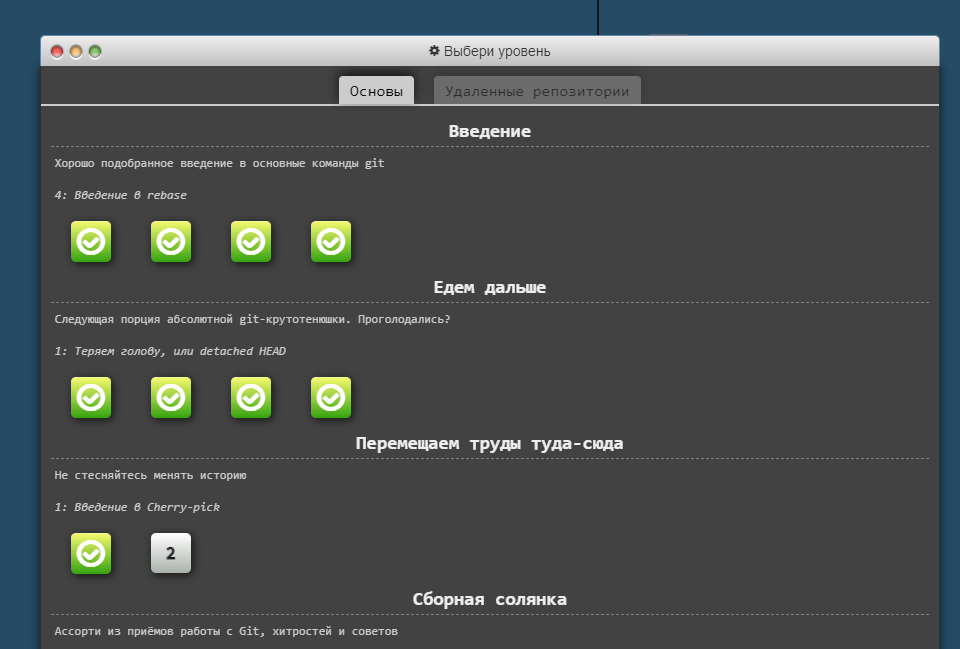 Выбери уровень
Основы Удаленные репозитории
Введение
Хорошо подобранное введение в основные команды git
4: Введение в rebase
Едем дальше
Следующая порция абсолютной git-крутотенюшки. Проголодались?
1: Теряем голову, или detached HEAD
Перемещаем труды туда-сюда
Не стесняйтесь менять историю
1: Введение в Cherry-pick
2
Сборная солянка
Ассорти из приёмов работы с Git, хитростей и советов